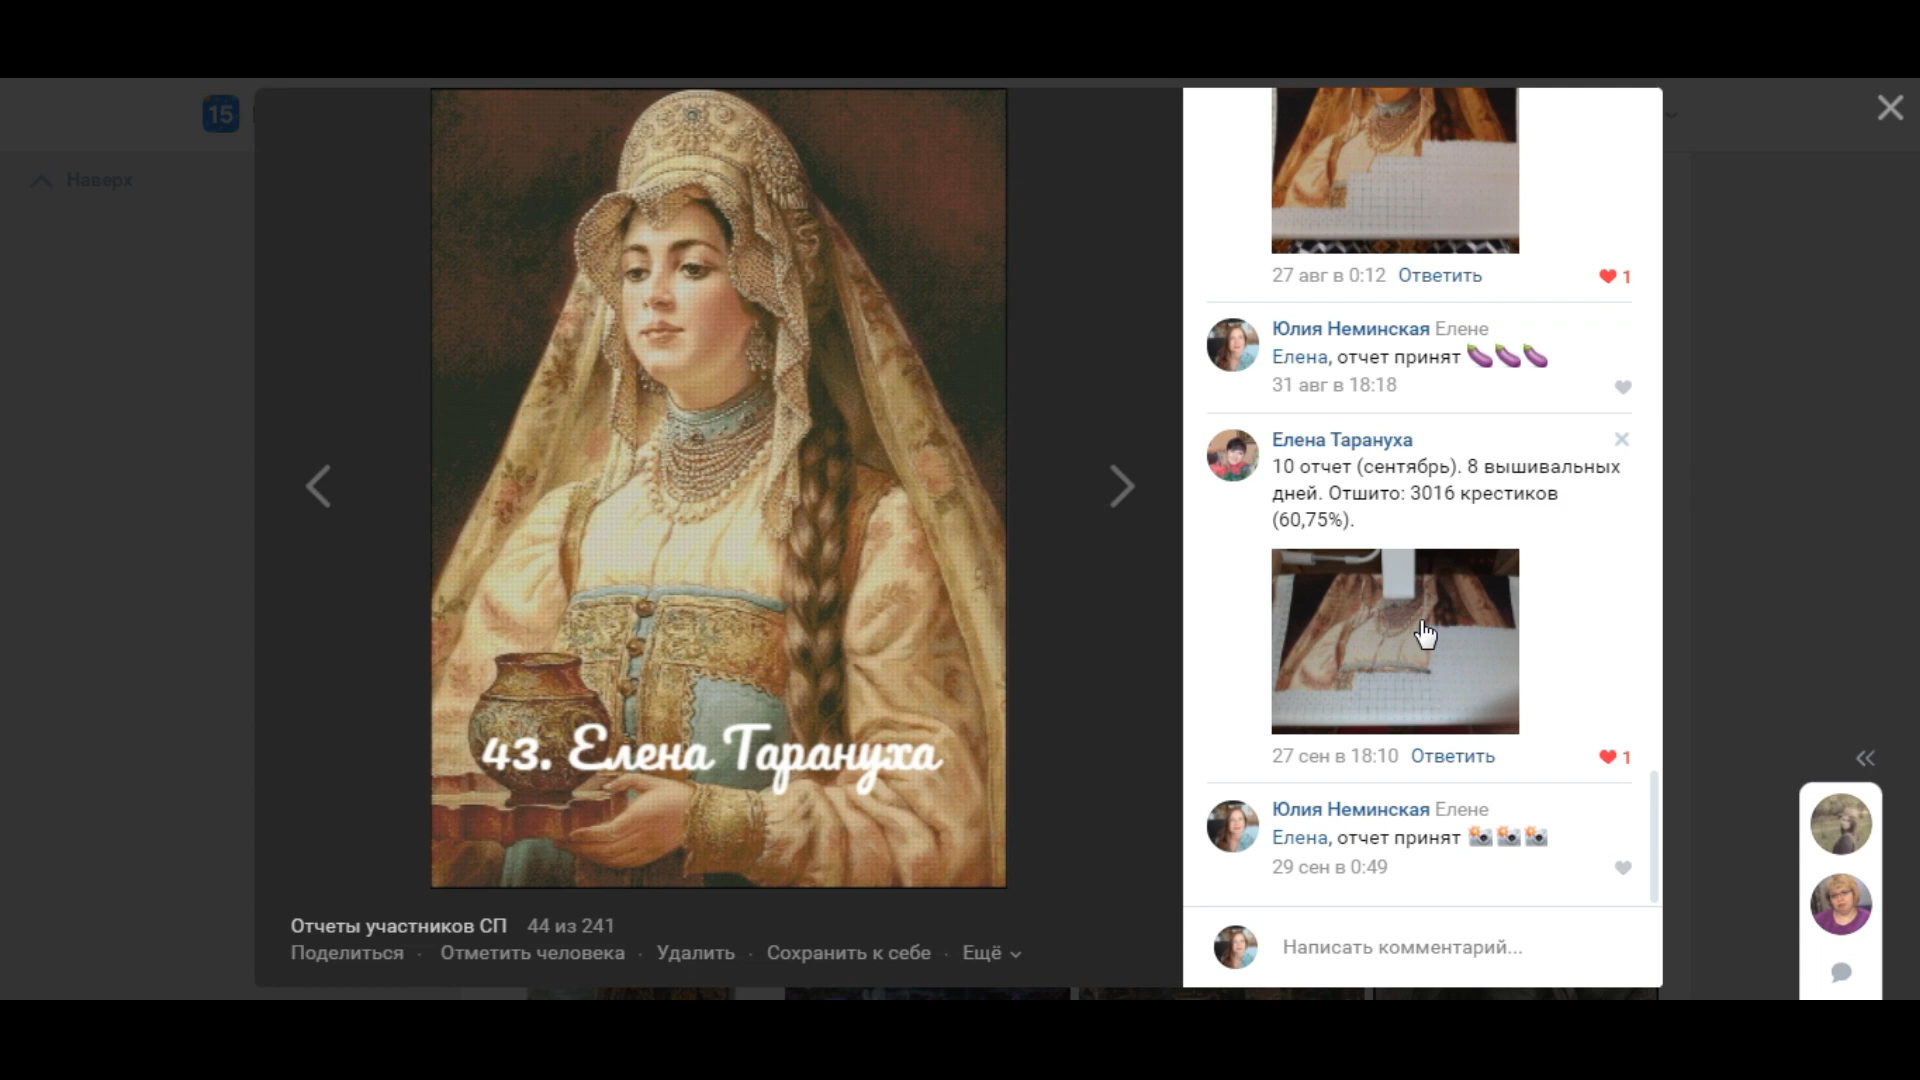 15
Наверх
43. Елена Тарануха
Отчеты участников СП 44 из 241
Поделиться · Отметить человека · Удалить · Сохранить к себе · Ещё
27 авг в 0:12 Ответить 1
Юлия Неминская Елене
Елена, отчет принят 🍆🍆🍆
31 авг в 18:18
Елена Тарануха
10 отчет (сентябрь). 8 вышивальных
дней. Отшито: 3016 крестиков
(60,75%).
27 сен в 18:10 Ответить 1
Юлия Неминская Елене
Елена, отчет принят 📸📸📸
29 сен в 0:49
Написать комментарий...